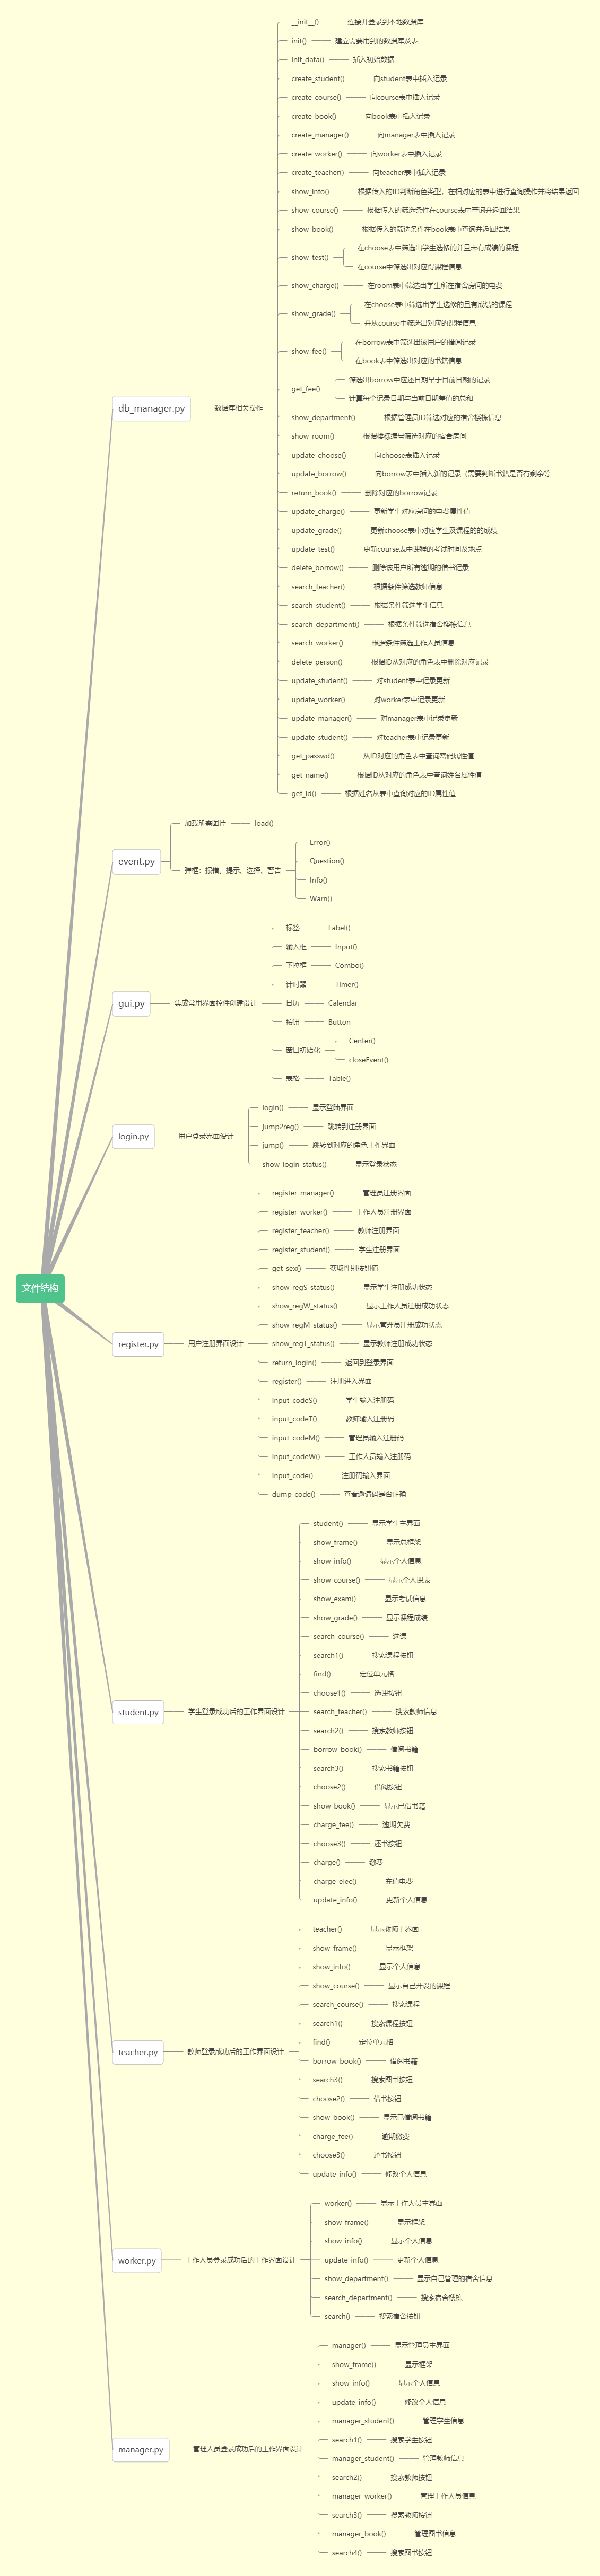 文件结构
db_manager.py
数据库相关操作
__init__() 连接并登录到本地数据库
init() 建立需要用到的数据库及表
init_data() 插入初始数据
create_student() 向student表中插入记录
create_course() 向course表中插入记录
create_book() 向book表中插入记录
create_manager() 向manager表中插入记录
create_worker() 向worker表中插入记录
create_teacher() 向teacher表中插入记录
show_info() 根据传入的ID判断角色类型，在相对应的表中进行查询操作并将结果返回
show_course() 根据传入的筛选条件在course表中查询并返回结果
show_book() 根据传入的筛选条件在book表中查询并返回结果
show_test()
在choose表中筛选出学生选修的并且未有成绩的课程
在course中筛选出对应得课程信息
show_charge() 在room表中筛选出学生所在宿舍房间的电费
show_grade()
在choose表中筛选出学生选修的且有成绩的课程
并从course中筛选出对应的课程信息
show_fee()
在borrow表中筛选出该用户的借阅记录
在book表中筛选出对应的书籍信息
get_fee()
筛选出borrow中应还日期早于目前日期的记录
计算每个记录日期与当前日期差值的总和
show_department() 根据管理员ID筛选对应的宿舍楼栋信息
show_room() 根据楼栋编号筛选对应的宿舍房间
update_choose() 向choose表插入记录
update_borrow() 向borrow表中插入新的记录（需要判断书籍是否有剩余等
return_book() 删除对应的borrow记录
update_charge() 更新学生对应房间的电费属性值
update_grade() 更新choose表中对应学生及课程的的成绩
update_test() 更新course表中课程的考试时间及地点
delete_borrow() 删除该用户所有逾期的借书记录
search_teacher() 根据条件筛选教师信息
search_student() 根据条件筛选学生信息
search_department() 根据条件筛选宿舍楼栋信息
search_worker() 根据条件筛选工作人员信息
delete_person() 根据ID从对应的角色表中删除对应记录
update_student() 对student表中记录更新
update_worker() 对worker表中记录更新
update_manager() 对manager表中记录更新
update_student() 对teacher表中记录更新
get_passwd() 从ID对应的角色表中查询密码属性值
get_name() 根据ID从对应的角色表中查询姓名属性值
get_id() 根据姓名从表中查询对应的ID属性值
event.py
加载所需图片 load()
弹框：报错、提示、选择、警告
Error()
Question()
Info()
Warn()
gui.py
集成常用界面控件创建设计
标签 Label()
输入框 Input()
下拉框 Combo()
计时器 Timer()
日历 Calendar
按钮 Button
窗口初始化
Center()
closeEvent()
表格 Table()
login.py
用户登录界面设计
login() 显示登陆界面
jump2reg() 跳转到注册界面
jump() 跳转到对应的角色工作界面
show_login_status() 显示登录状态
register.py
用户注册界面设计
register_manager() 管理员注册界面
register_worker() 工作人员注册界面
register_teacher() 教师注册界面
register_student() 学生注册界面
get_sex() 获取性别按钮值
show_regS_status() 显示学生注册成功状态
show_regW_status() 显示工作人员注册成功状态
show_regM_status() 显示管理员注册成功状态
show_regT_status() 显示教师注册成功状态
return_login() 返回到登录界面
register() 注册进入界面
input_codeS() 学生输入注册码
input_codeT() 教师输入注册码
input_codeM() 管理员输入注册码
input_codeW() 工作人员输入注册码
input_code() 注册码输入界面
dump_code() 查看邀请码是否正确
student.py
学生登录成功后的工作界面设计
student() 显示学生主界面
show_frame() 显示总框架
show_info() 显示个人信息
show_course() 显示个人课表
show_exam() 显示考试信息
show_grade() 显示课程成绩
search_course() 选课
search1() 搜素课程按钮
find() 定位单元格
choose1() 选课按钮
search_teacher() 搜索教师信息
search2() 搜索教师按钮
borrow_book() 借阅书籍
search3() 搜索书籍按钮
choose2() 借阅按钮
show_book() 显示已借书籍
charge_fee() 逾期欠费
choose3() 还书按钮
charge() 缴费
charge_elec() 充值电费
update_info() 更新个人信息
teacher.py
教师登录成功后的工作界面设计
teacher() 显示教师主界面
show_frame() 显示框架
show_info() 显示个人信息
show_course() 显示自己开设的课程
search_course() 搜索课程
search1() 搜索课程按钮
find() 定位单元格
borrow_book() 借阅书籍
search3() 搜索图书按钮
choose2() 借书按钮
show_book() 显示已借阅书籍
charge_fee() 逾期缴费
choose3() 还书按钮
update_info() 修改个人信息
worker.py
工作人员登录成功后的工作界面设计
worker() 显示工作人员主界面
show_frame() 显示框架
show_info() 显示个人信息
update_info() 更新个人信息
show_department() 显示自己管理的宿舍信息
search_department() 搜索宿舍楼栋
search() 搜索宿舍按钮
manager.py
管理人员登录成功后的工作界面设计
manager() 显示管理员主界面
show_frame() 显示框架
show_info() 显示个人信息
update_info() 修改个人信息
manager_student() 管理学生信息
search1() 搜索学生按钮
manager_student() 管理教师信息
search2() 搜索教师按钮
manager_worker() 管理工作人员信息
search3() 搜索教师按钮
manager_book() 管理图书信息
search4() 搜索图书按钮